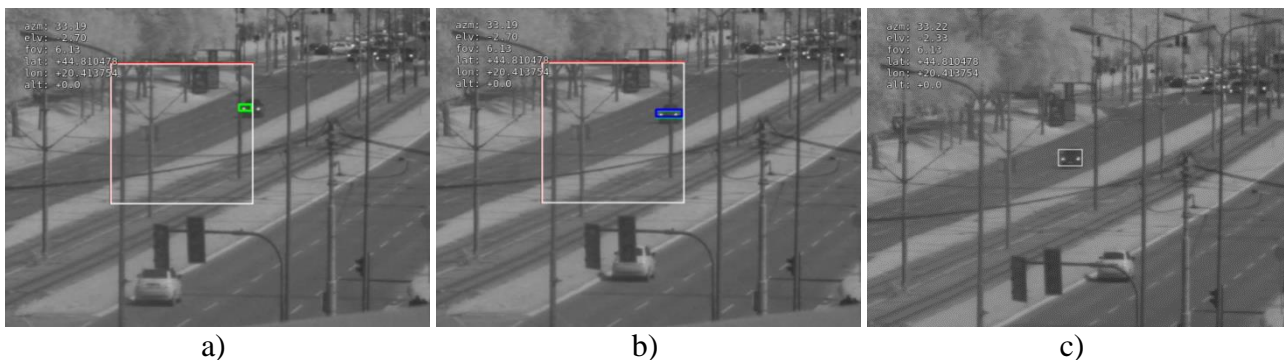 azm: 33.19
elv: -2.70
fov: 6.13
lat: +44.810478
lon: +20.413754
alt: +0.0
azm: 33.19
elv: -2.70
fov: 6.13
lat: +44.810478
lon: +20.413754
alt: +0.0
azm: 33.22
elv: -2.33
fov: 6.13
lat: +44.810478
lon: +20.413754
alt: +0.0
a)
b)
c)